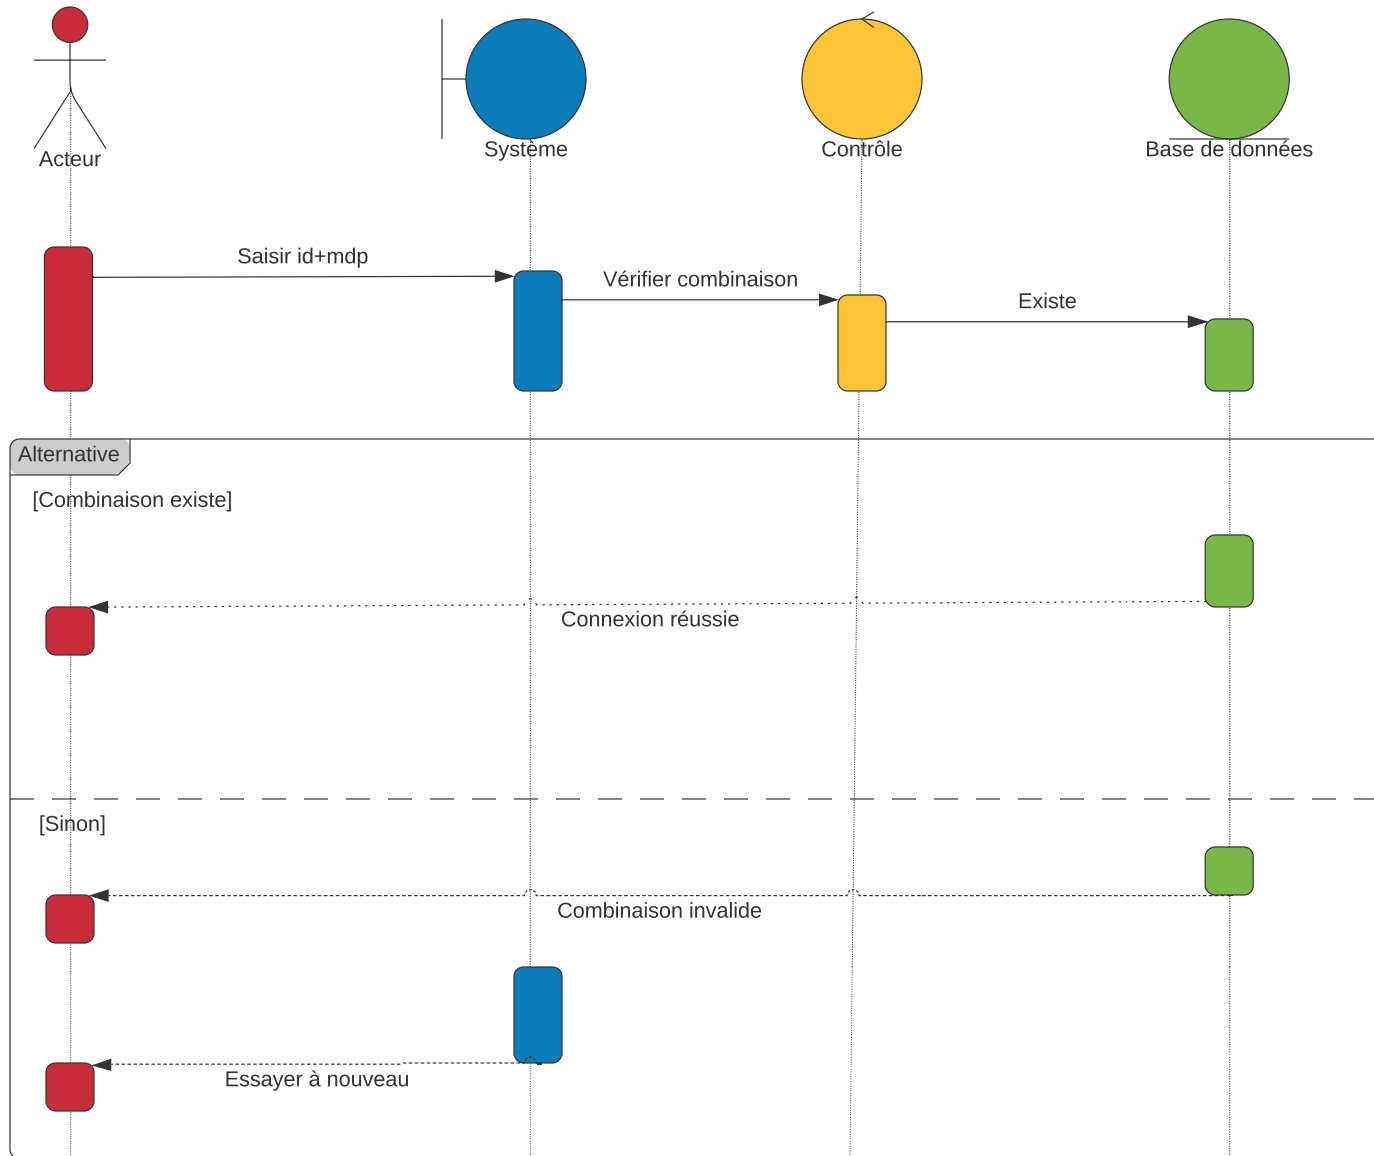 Acteur
Système
Contrôle
Base de données
Saisir id+mdp
Vérifier combinaison
Existe
Alternative
[Combinaison existe]
Connexion réussie
[Sinon]
Combinaison invalide
Essayer à nouveau